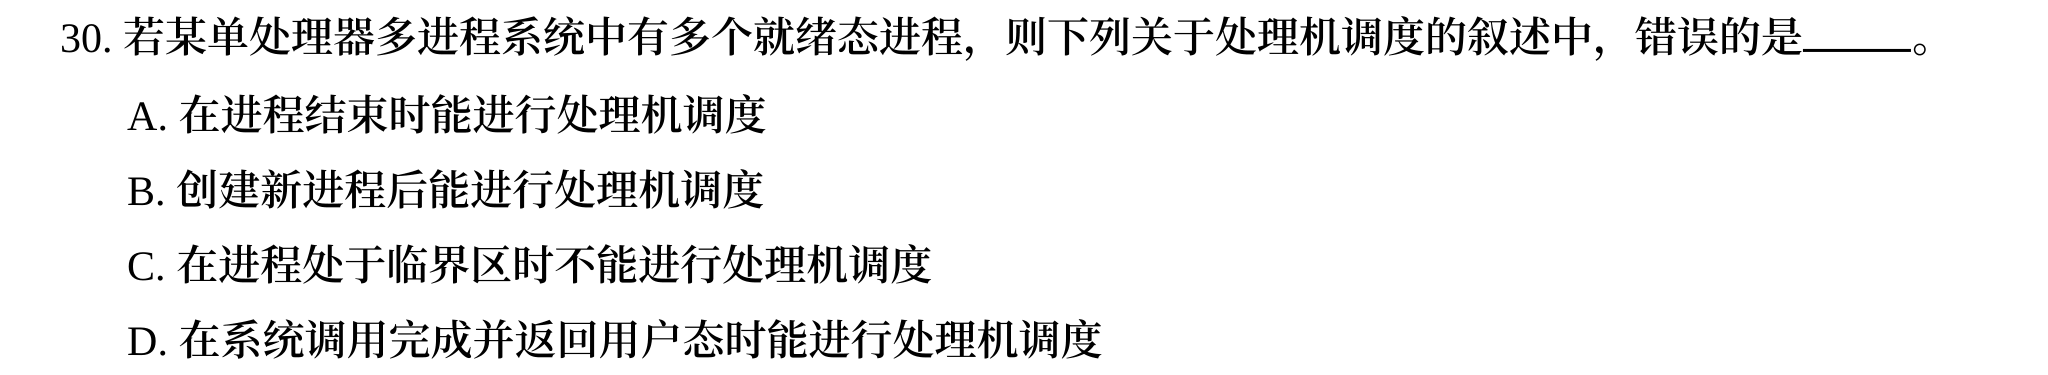 30. 若某单处理器多进程系统中有多个就绪态进程，则下列关于处理机调度的叙述中，错误的是_____。
A. 在进程结束时能进行处理机调度
B. 创建新进程后能进行处理机调度
C. 在进程处于临界区时不能进行处理机调度
D. 在系统调用完成并返回用户态时能进行处理机调度